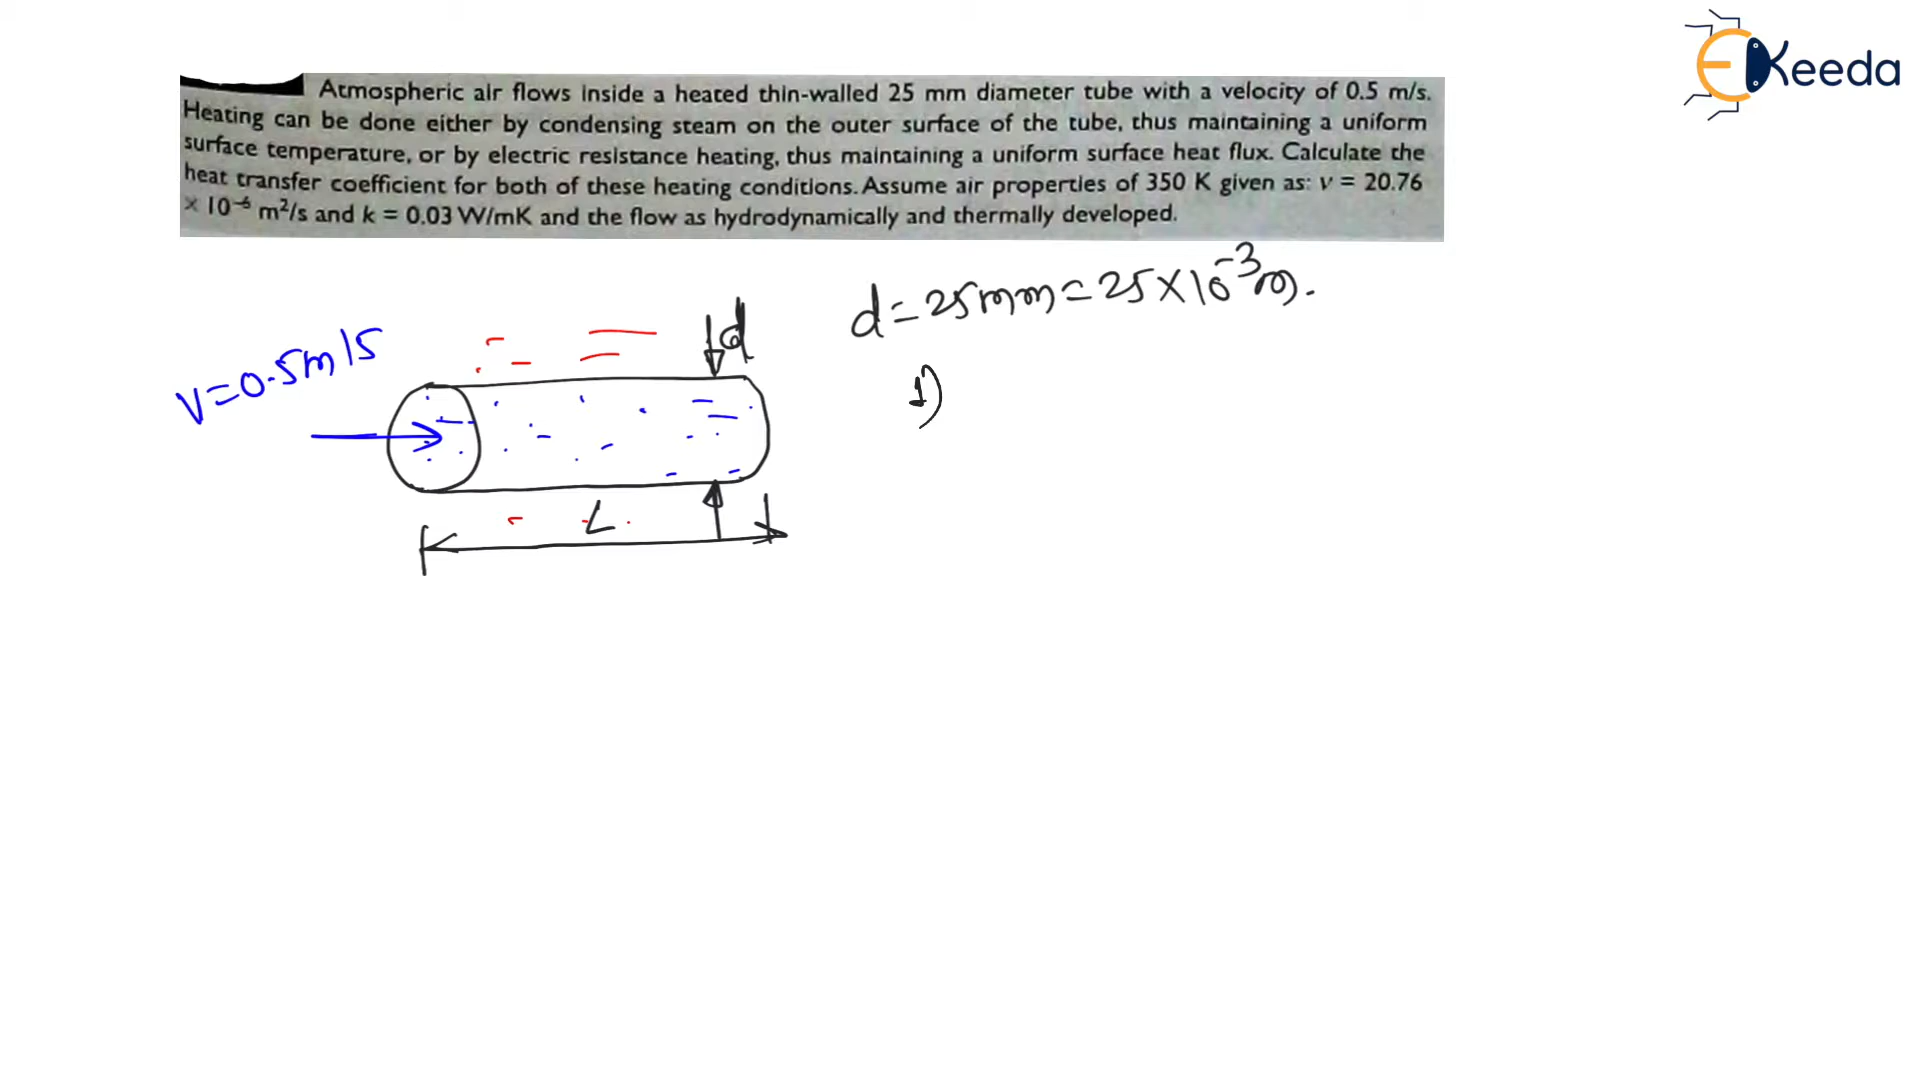 EKeeda
Atmospheric air flows inside a heated thin-walled 25 mm diameter tube with a velocity of 0.5 m/s.
Heating can be done either by condensing steam on the outer surface of the tube, thus maintaining a uniform
surface temperature, or by electric resistance heating, thus maintaining a uniform surface heat flux. Calculate the
heat transfer coefficient for both of these heating conditions. Assume air properties of 350 K given as: ν = 20.76
× 10⁻⁶ m²/s and k = 0.03 W/mK and the flow as hydrodynamically and thermally developed.
d=25mm=25×10⁻³m.
V=0.5m/s
d
1)
L